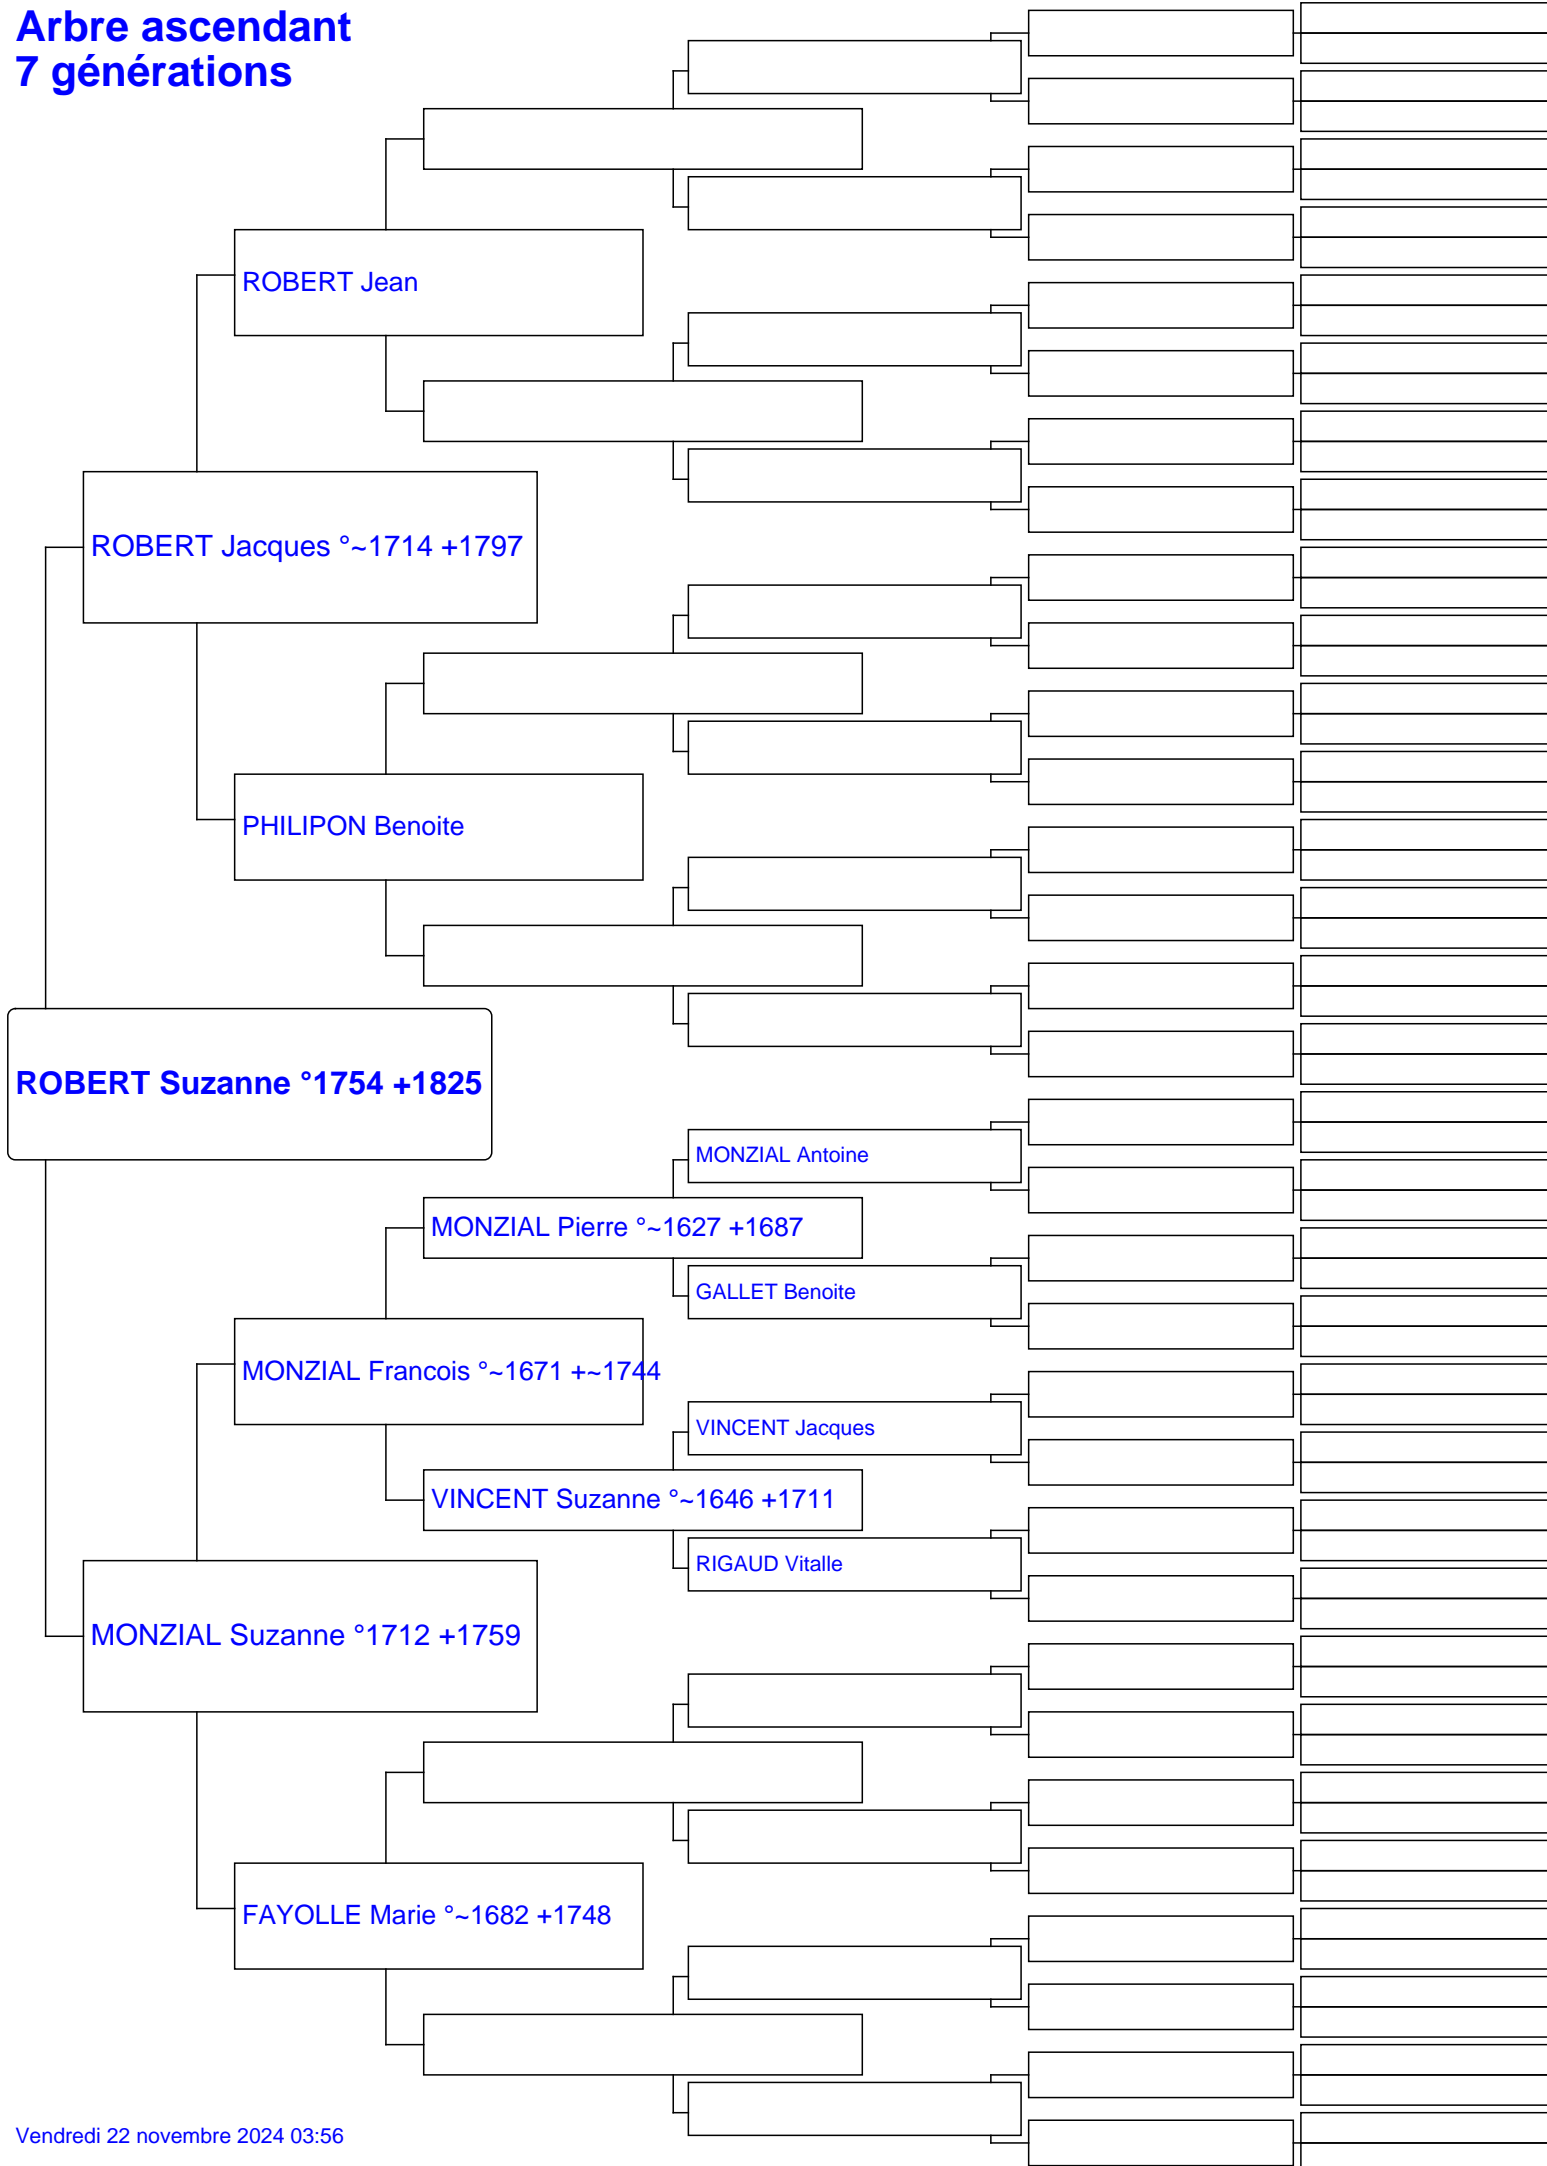 Arbre ascendant
7 générations
ROBERT Jean
ROBERT Jacques °~1714 +1797
PHILIPON Benoite
ROBERT Suzanne °1754 +1825
MONZIAL Antoine
MONZIAL Pierre °~1627 +1687
GALLET Benoite
MONZIAL Francois °~1671 +~1744
VINCENT Jacques
VINCENT Suzanne °~1646 +1711
RIGAUD Vitalle
MONZIAL Suzanne °1712 +1759
FAYOLLE Marie °~1682 +1748
Vendredi 22 novembre 2024 03:56